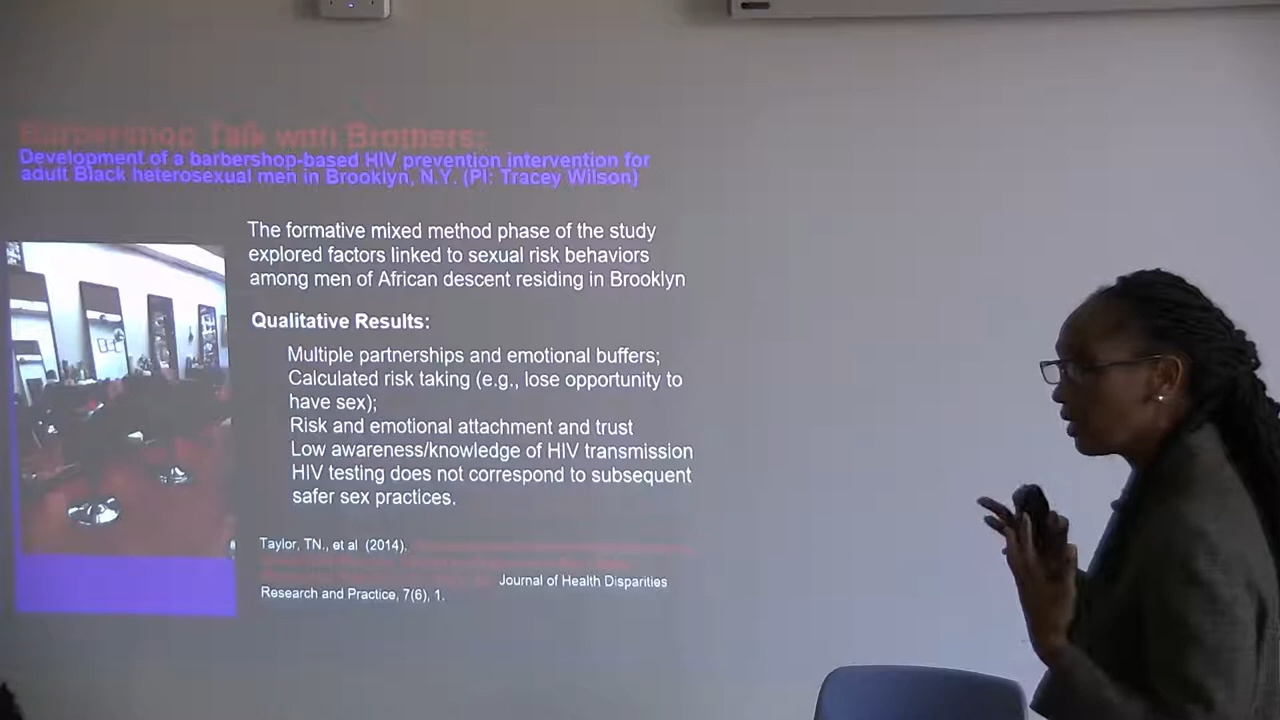 Barbershop Talk with Brothers:
Development of a barbershop-based HIV prevention intervention for
adult Black heterosexual men in Brooklyn, N.Y. (PI: Tracey Wilson)
The formative mixed method phase of the study
explored factors linked to sexual risk behaviors
among men of African descent residing in Brooklyn
Qualitative Results:
Multiple partnerships and emotional buffers;
Calculated risk taking (e.g., lose opportunity to
have sex);
Risk and emotional attachment and trust
Low awareness/knowledge of HIV transmission
HIV testing does not correspond to subsequent
safer sex practices.
Taylor, TN., et al (2014).
Journal of Health Disparities
Research and Practice, 7(6), 1.